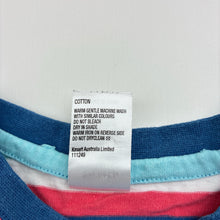 COTTON
WARM GENTLE MACHINE WASH
WITH SIMILAR COLOURS
DO NOT BLEACH
DRY IN SHADE
WARM IRON ON REVERSE SIDE
DO NOT DRYCLEAN
Kmart Australia Limited
111249